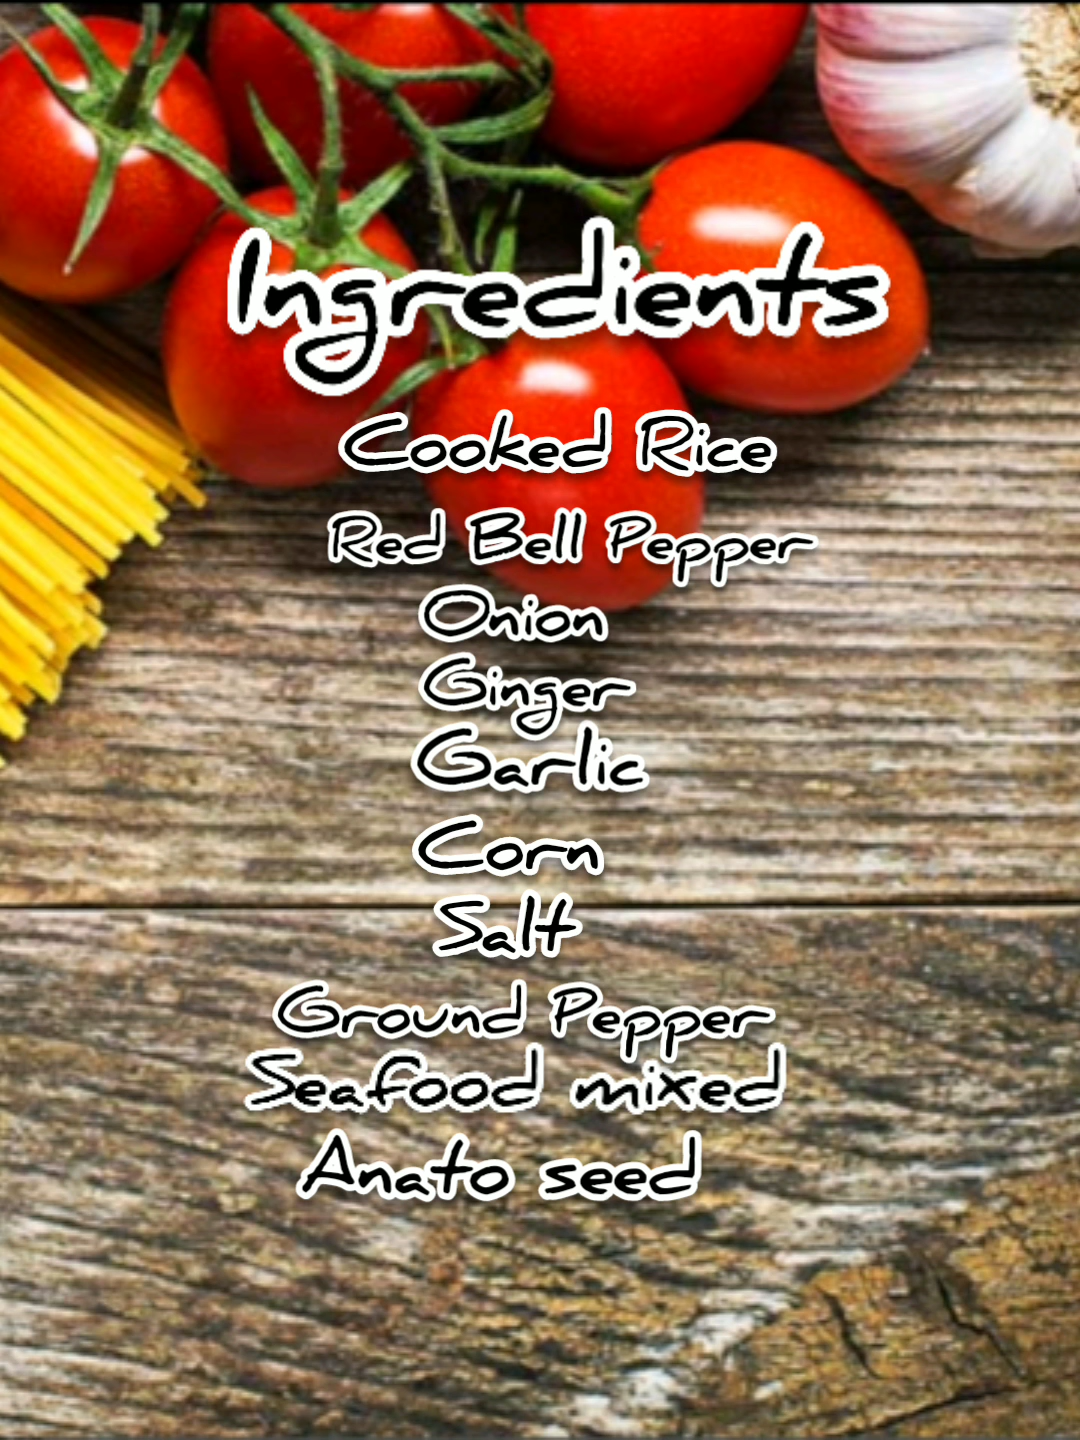 Ingredients
Cooked Rice
Red Bell Pepper
Onion
Ginger
Garlic
Corn
Salt
Ground Pepper
Seafood mixed
Anato seed